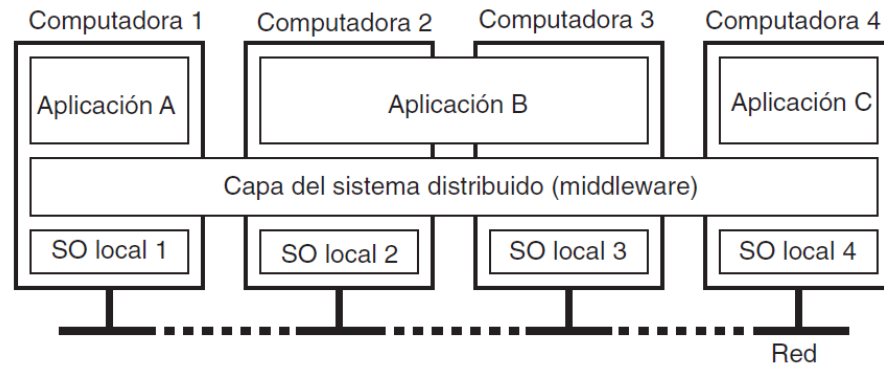 Computadora 1
Computadora 2
Computadora 3
Computadora 4
Aplicación A
Aplicación B
Aplicación C
Capa del sistema distribuido (middleware)
SO local 1
SO local 2
SO local 3
SO local 4
Red